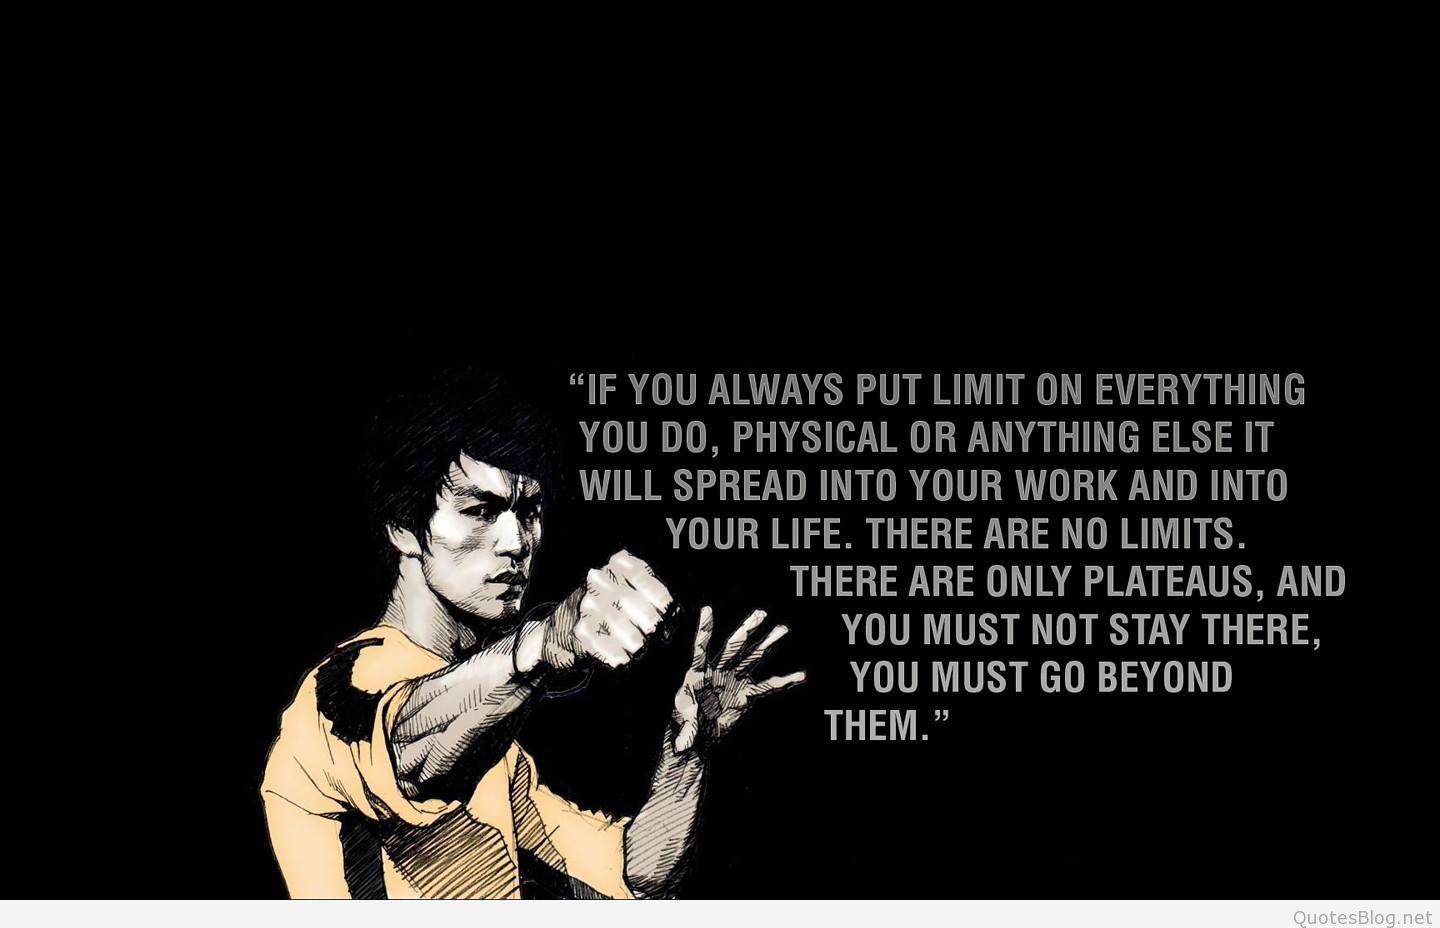 “IF YOU ALWAYS PUT LIMIT ON EVERYTHING
YOU DO, PHYSICAL OR ANYTHING ELSE IT
WILL SPREAD INTO YOUR WORK AND INTO
YOUR LIFE. THERE ARE NO LIMITS.
THERE ARE ONLY PLATEAUS, AND
YOU MUST NOT STAY THERE,
YOU MUST GO BEYOND
THEM.”
QuotesBlog.net